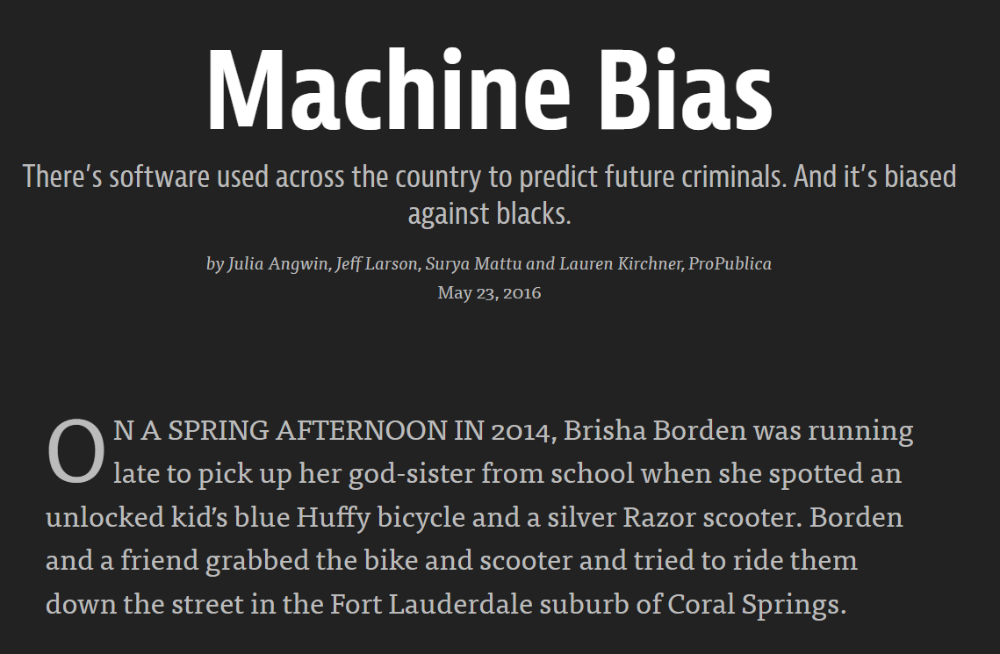 Machine Bias
There’s software used across the country to predict future criminals. And it’s biased
against blacks.
by Julia Angwin, Jeff Larson, Surya Mattu and Lauren Kirchner, ProPublica
May 23, 2016
ON A SPRING AFTERNOON IN 2014, Brisha Borden was running
late to pick up her god-sister from school when she spotted an
unlocked kid’s blue Huffy bicycle and a silver Razor scooter. Borden
and a friend grabbed the bike and scooter and tried to ride them
down the street in the Fort Lauderdale suburb of Coral Springs.